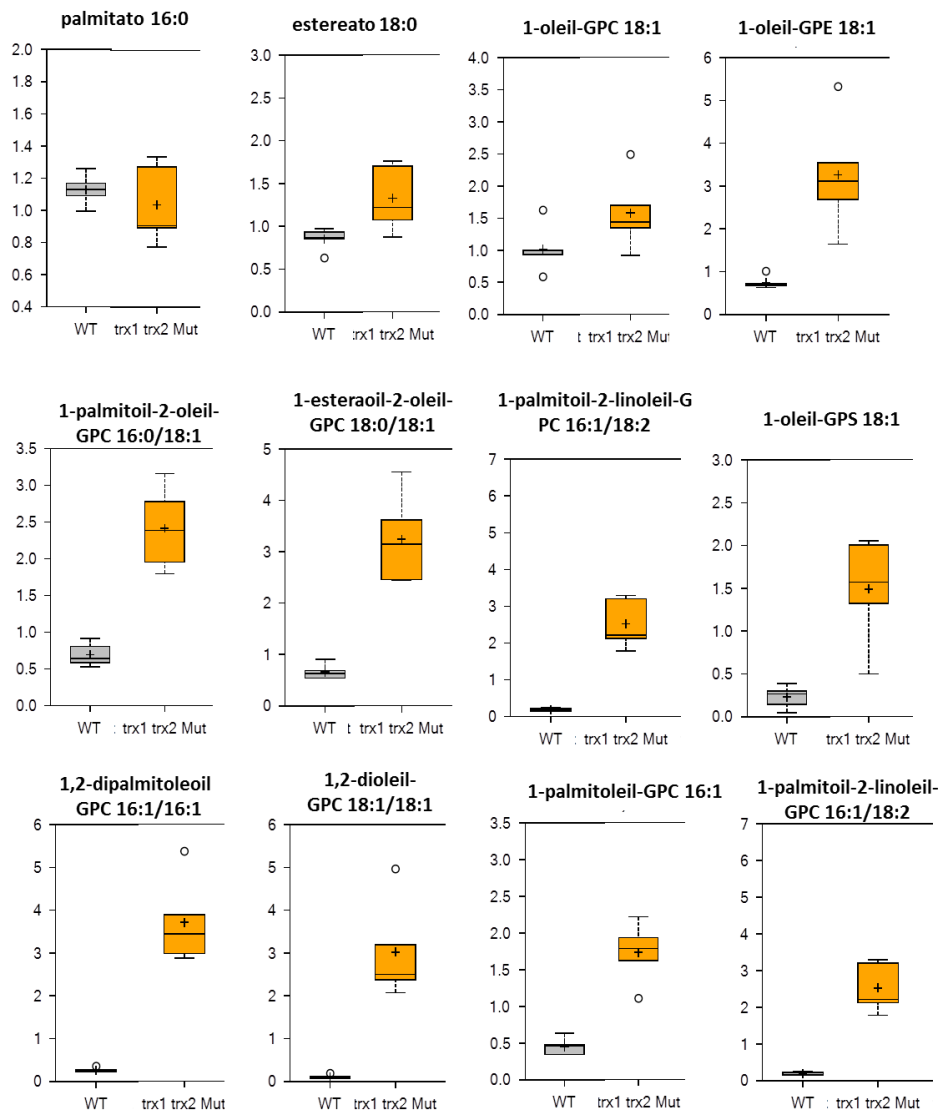 palmitato 16:0
estereato 18:0
1-oleil-GPC 18:1
1-oleil-GPE 18:1
2.0
1.8
1.6
1.4
1.2
1.0
0.8
0.6
0.4
WT
trx1 trx2 Mut
3.0
2.5
2.0
1.5
1.0
0.5
0.0
WT
:rx1 trx2 Mut
4.0
3.5
3.0
2.5
2.0
1.5
1.0
0.5
0.0
WT
t trx1 trx2 Mut
6
5
4
3
2
1
0
WT
trx1 trx2 Mut
1-palmitoil-2-oleil-
GPC 16:0/18:1
1-esteraoil-2-oleil-
GPC 18:0/18:1
1-palmitoil-2-linoleil-G
PC 16:1/18:2
1-oleil-GPS 18:1
3.5
3.0
2.5
2.0
1.5
1.0
0.5
0.0
WT
: trx1 trx2 Mut
5
4
3
2
1
0
WT
t trx1 trx2 Mut
7
6
5
4
3
2
1
0
WT
: trx1 trx2 Mut
3.0
2.5
2.0
1.5
1.0
0.5
0.0
WT
trx1 trx2 Mut
1,2-dipalmitoleoil
GPC 16:1/16:1
1,2-dioleil-
GPC 18:1/18:1
1-palmitoleil-GPC 16:1
1-palmitoil-2-linoleil-
GPC 16:1/18:2
6
5
4
3
2
1
0
WT
trx1 trx2 Mut
6
5
4
3
2
1
0
WT
trx1 trx2 Mut
3.5
3.0
2.5
2.0
1.5
1.0
0.5
0.0
WT
trx1 trx2 Mut
7
6
5
4
3
2
1
0
WT
: trx1 trx2 Mut